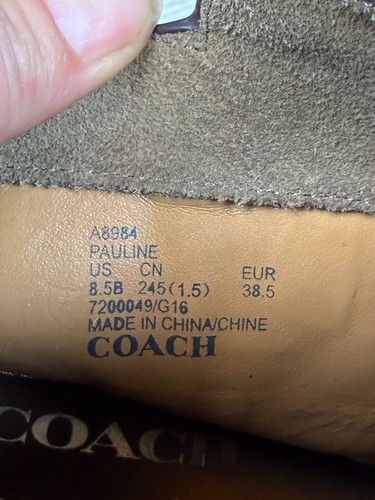 A8984
PAULINE
US CN EUR
8.5B 245(1.5) 38.5
7200049/G16
MADE IN CHINA/CHINE
COACH
COACH